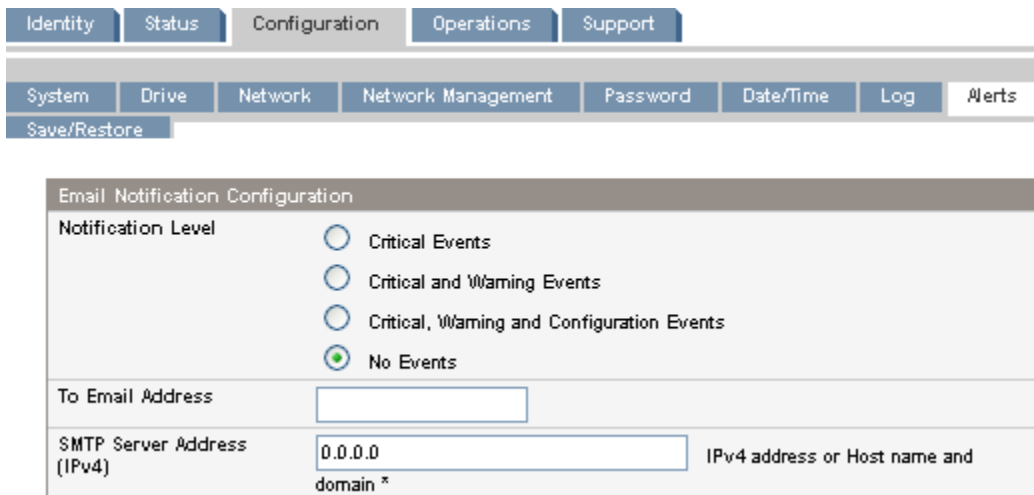 Identity Status Configuration Operations Support
System Drive Network Network Management Password Date/Time Log Alerts
Save/Restore
Email Notification Configuration
Notification Level
Critical Events
Critical and Warning Events
Critical, Warning and Configuration Events
No Events
To Email Address
SMTP Server Address
(IPv4)
0.0.0.0 IPv4 address or Host name and
domain *